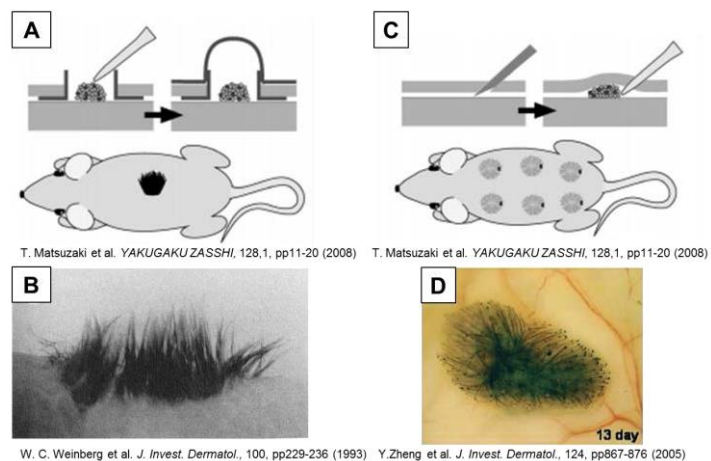 A
C
T. Matsuzaki et al. YAKUGAKU ZASSHI, 128,1, pp11-20 (2008)
T. Matsuzaki et al. YAKUGAKU ZASSHI, 128,1, pp11-20 (2008)
B
D
13 day
W. C. Weinberg et al. J. Invest. Dermatol., 100, pp229-236 (1993)
Y.Zheng et al. J. Invest. Dermatol., 124, pp867-876 (2005)